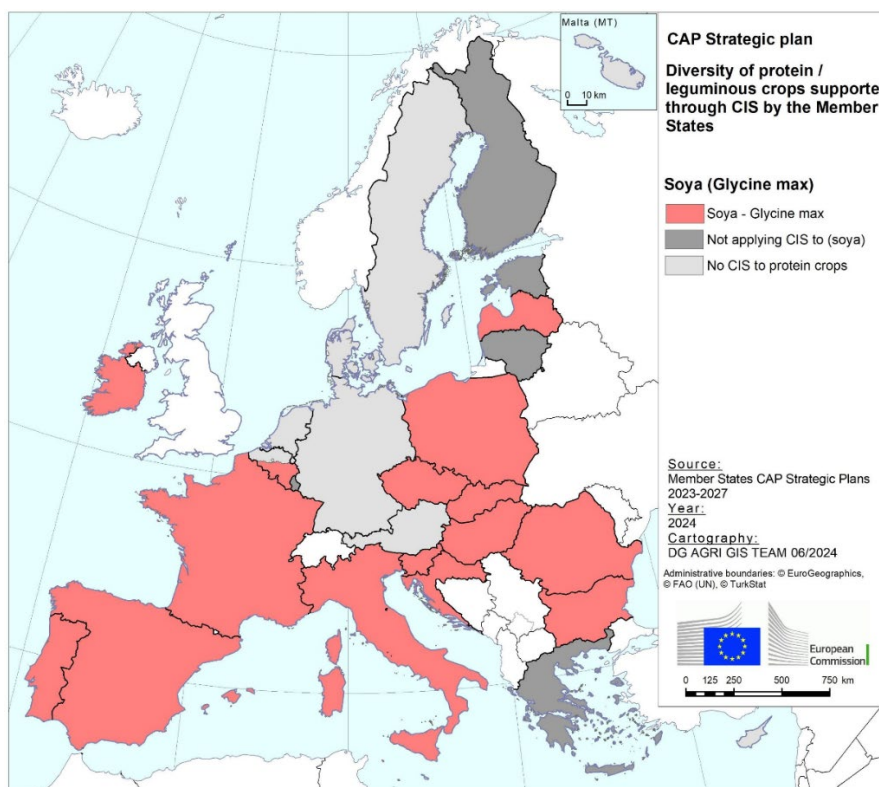 Malta (MT)
0 10 km
CAP Strategic plan
Diversity of protein /
leguminous crops supporte
through CIS by the Member
States
Soya (Glycine max)
Soya - Glycine max
Not applying CIS to (soya)
No CIS to protein crops
Source:
Member States CAP Strategic Plans
2023-2027
Year:
2024
Cartography:
DG AGRI GIS TEAM 06/2024
Administrative boundaries: © EuroGeographics,
© FAO (UN), © TurkStat
European
Commission
0 125 250 500 750 km